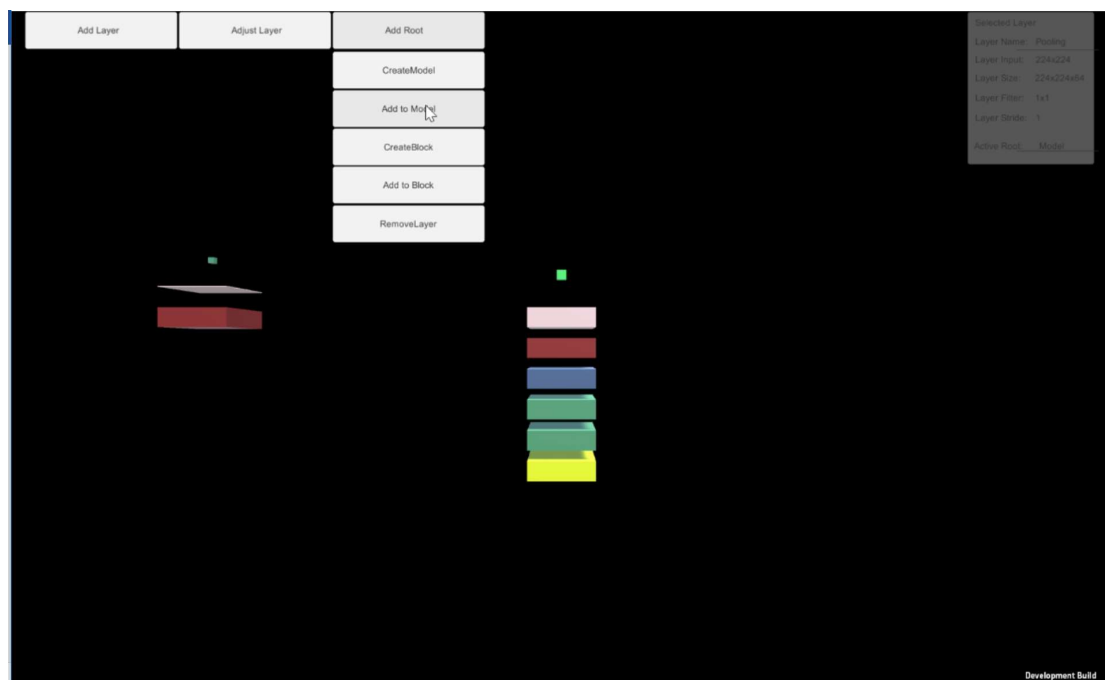 Add Layer
Adjust Layer
Add Root
CreateModel
Add to Model
CreateBlock
Add to Block
RemoveLayer
Selected Layer
Layer Name: Pooling
Layer Input: 224x224
Layer Size: 224x224x64
Layer Filter: 1x1
Layer Stride: 1
Active Root: Model
Development Build